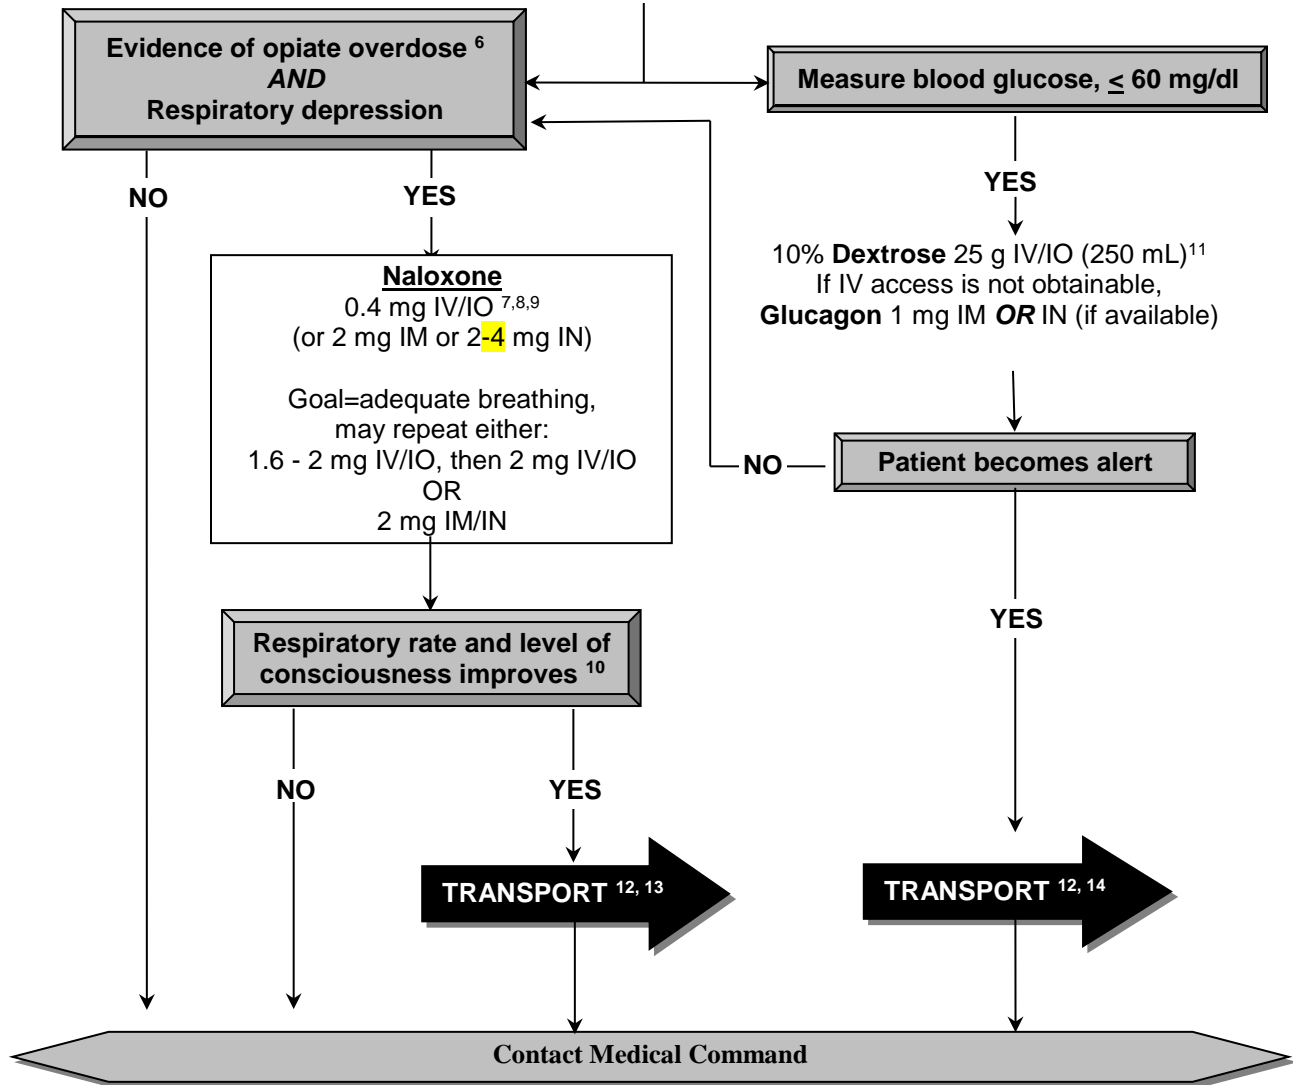 Evidence of opiate overdose 6
AND
Respiratory depression
Measure blood glucose, < 60 mg/dl
NO
YES
YES
Naloxone
0.4 mg IV/IO 7,8,9
(or 2 mg IM or 2-4 mg IN)
Goal=adequate breathing,
may repeat either:
1.6 - 2 mg IV/IO, then 2 mg IV/IO
OR
2 mg IM/IN
10% Dextrose 25 g IV/IO (250 mL)11
If IV access is not obtainable,
Glucagon 1 mg IM OR IN (if available)
NO
Patient becomes alert
Respiratory rate and level of
consciousness improves 10
YES
NO
YES
TRANSPORT 12, 13
TRANSPORT 12, 14
Contact Medical Command